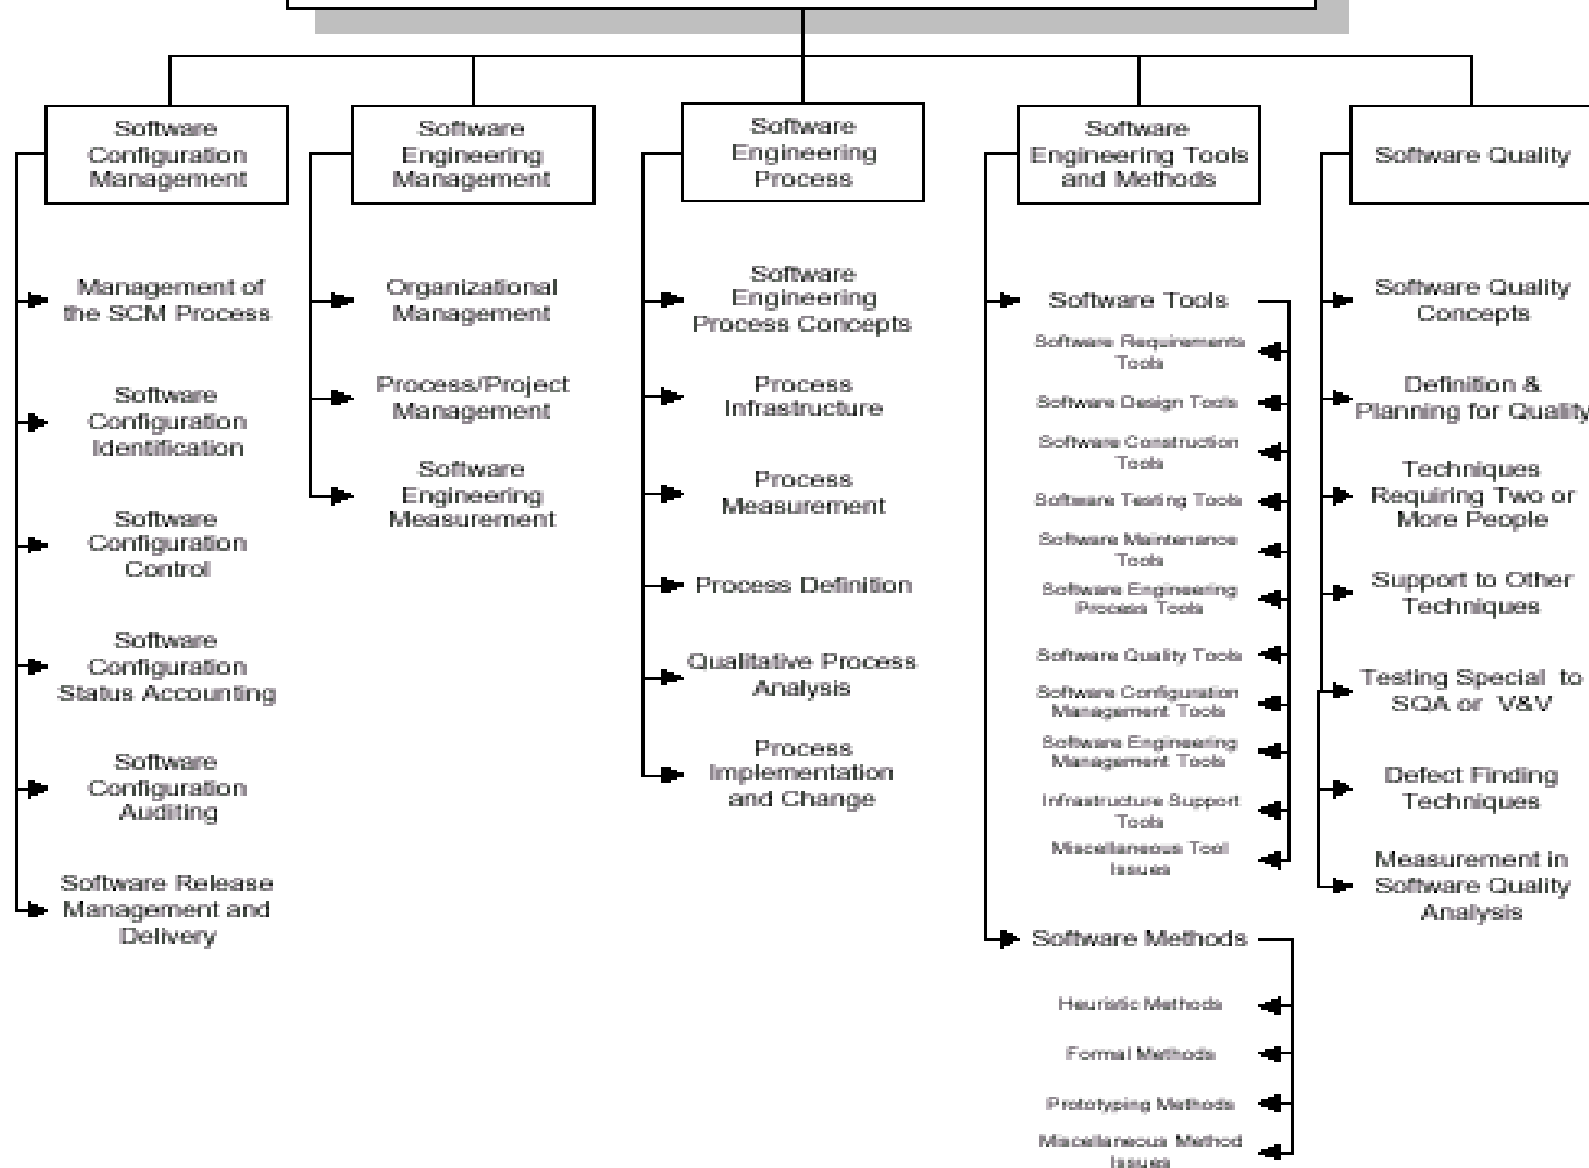 Software
Configuration
Management
Management of
the SCM Process
Software
Configuration
Identification
Software
Configuration
Control
Software
Configuration
Status Accounting
Software
Configuration
Auditing
Software Release
Management and
Delivery
Software
Engineering
Management
Organizational
Management
Process/Project
Management
Software
Engineering
Measurement
Software
Engineering
Process
Software
Engineering
Process Concepts
Process
Infrastructure
Process
Measurement
Process Definition
Qualitative Process
Analysis
Process
Implementation
and Change
Software
Engineering Tools
and Methods
Software Tools
Software Requirements
Tools
Software Design Tools
Software Construction
Tools
Software Testing Tools
Software Maintenance
Tools
Software Engineering
Process Tools
Software Quality Tools
Software Configuration
Management Tools
Software Engineering
Management Tools
Infrastructure Support
Tools
Miscellaneous Tool
Issues
Software Methods
Heuristic Methods
Formal Methods
Prototyping Methods
Miscellaneous Method
Issues
Software Quality
Software Quality
Concepts
Definition &
Planning for Quality
Techniques
Requiring Two or
More People
Support to Other
Techniques
Testing Special to
SQA or V&V
Defect Finding
Techniques
Measurement in
Software Quality
Analysis